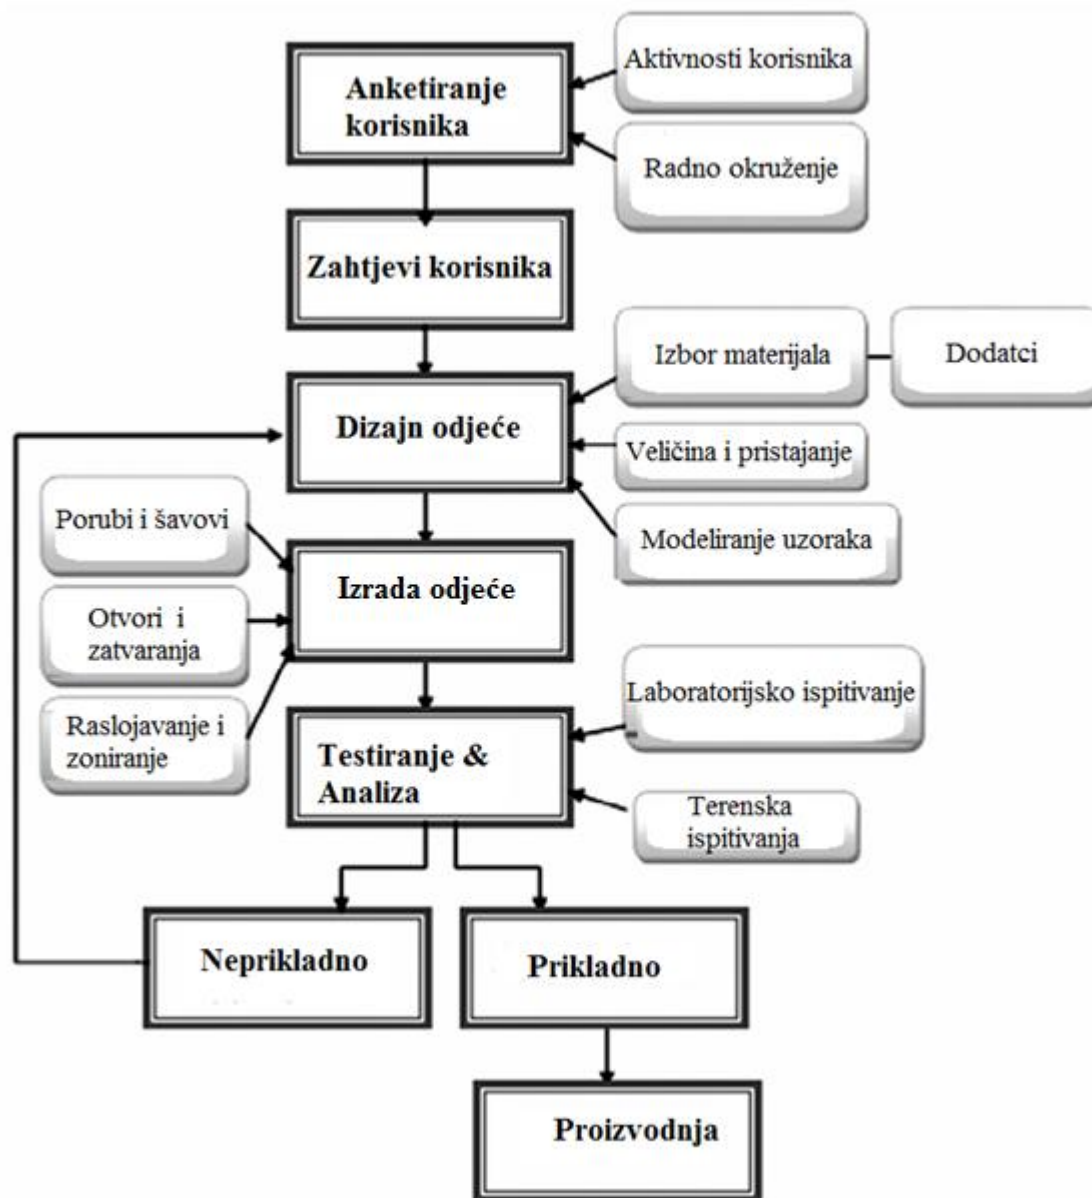 Aktivnosti korisnika
Anketiranje
korisnika
Radno okruženje
Zahtjevi korisnika
Izbor materijala
Dodatci
Dizajn odjeće
Veličina i pristajanje
Porubi i šavovi
Modeliranje uzoraka
Izrada odjeće
Otvori i
zatvaranja
Laboratorijsko ispitivanje
Raslojavanje i
zoniranje
Testiranje &
Analiza
Terenska
ispitivanja
Neprikladno
Prikladno
Proizvodnja